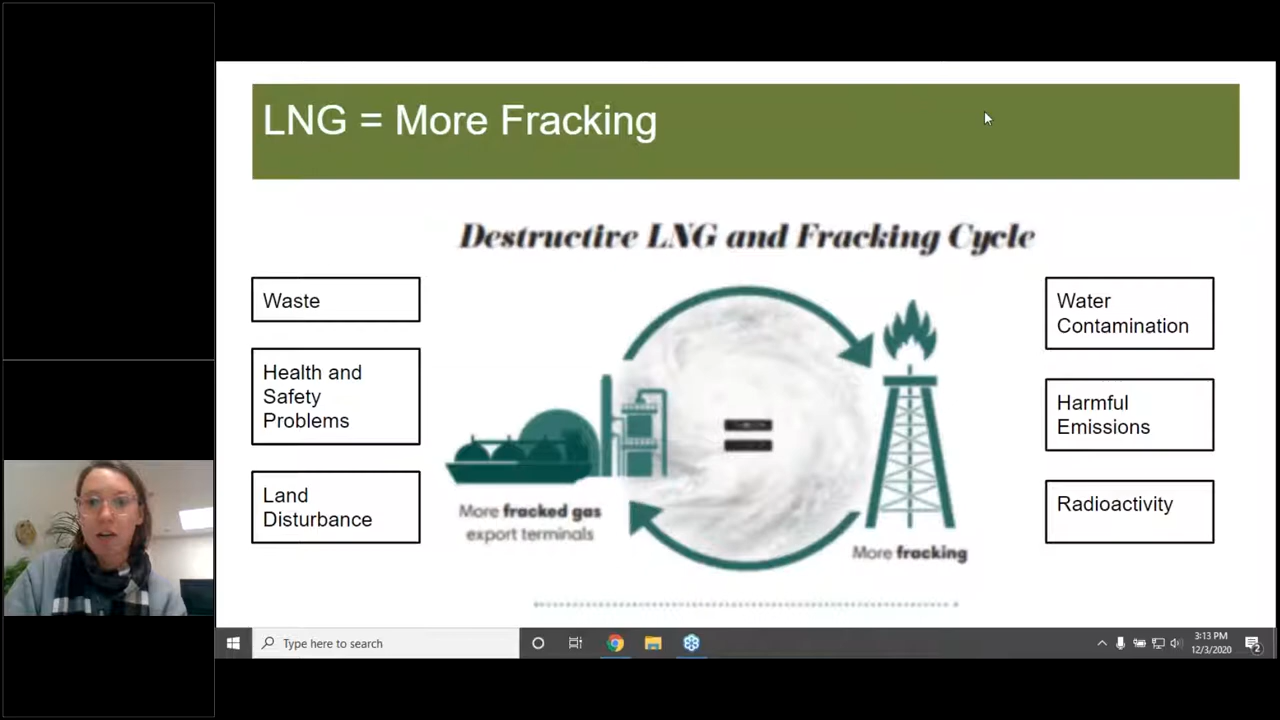 LNG = More Fracking
Destructive LNG and Fracking Cycle
Waste
Health and
Safety
Problems
Land
Disturbance
More fracked gas
export terminals
More fracking
Water
Contamination
Harmful
Emissions
Radioactivity
Type here to search
3:13 PM
12/3/2020
2